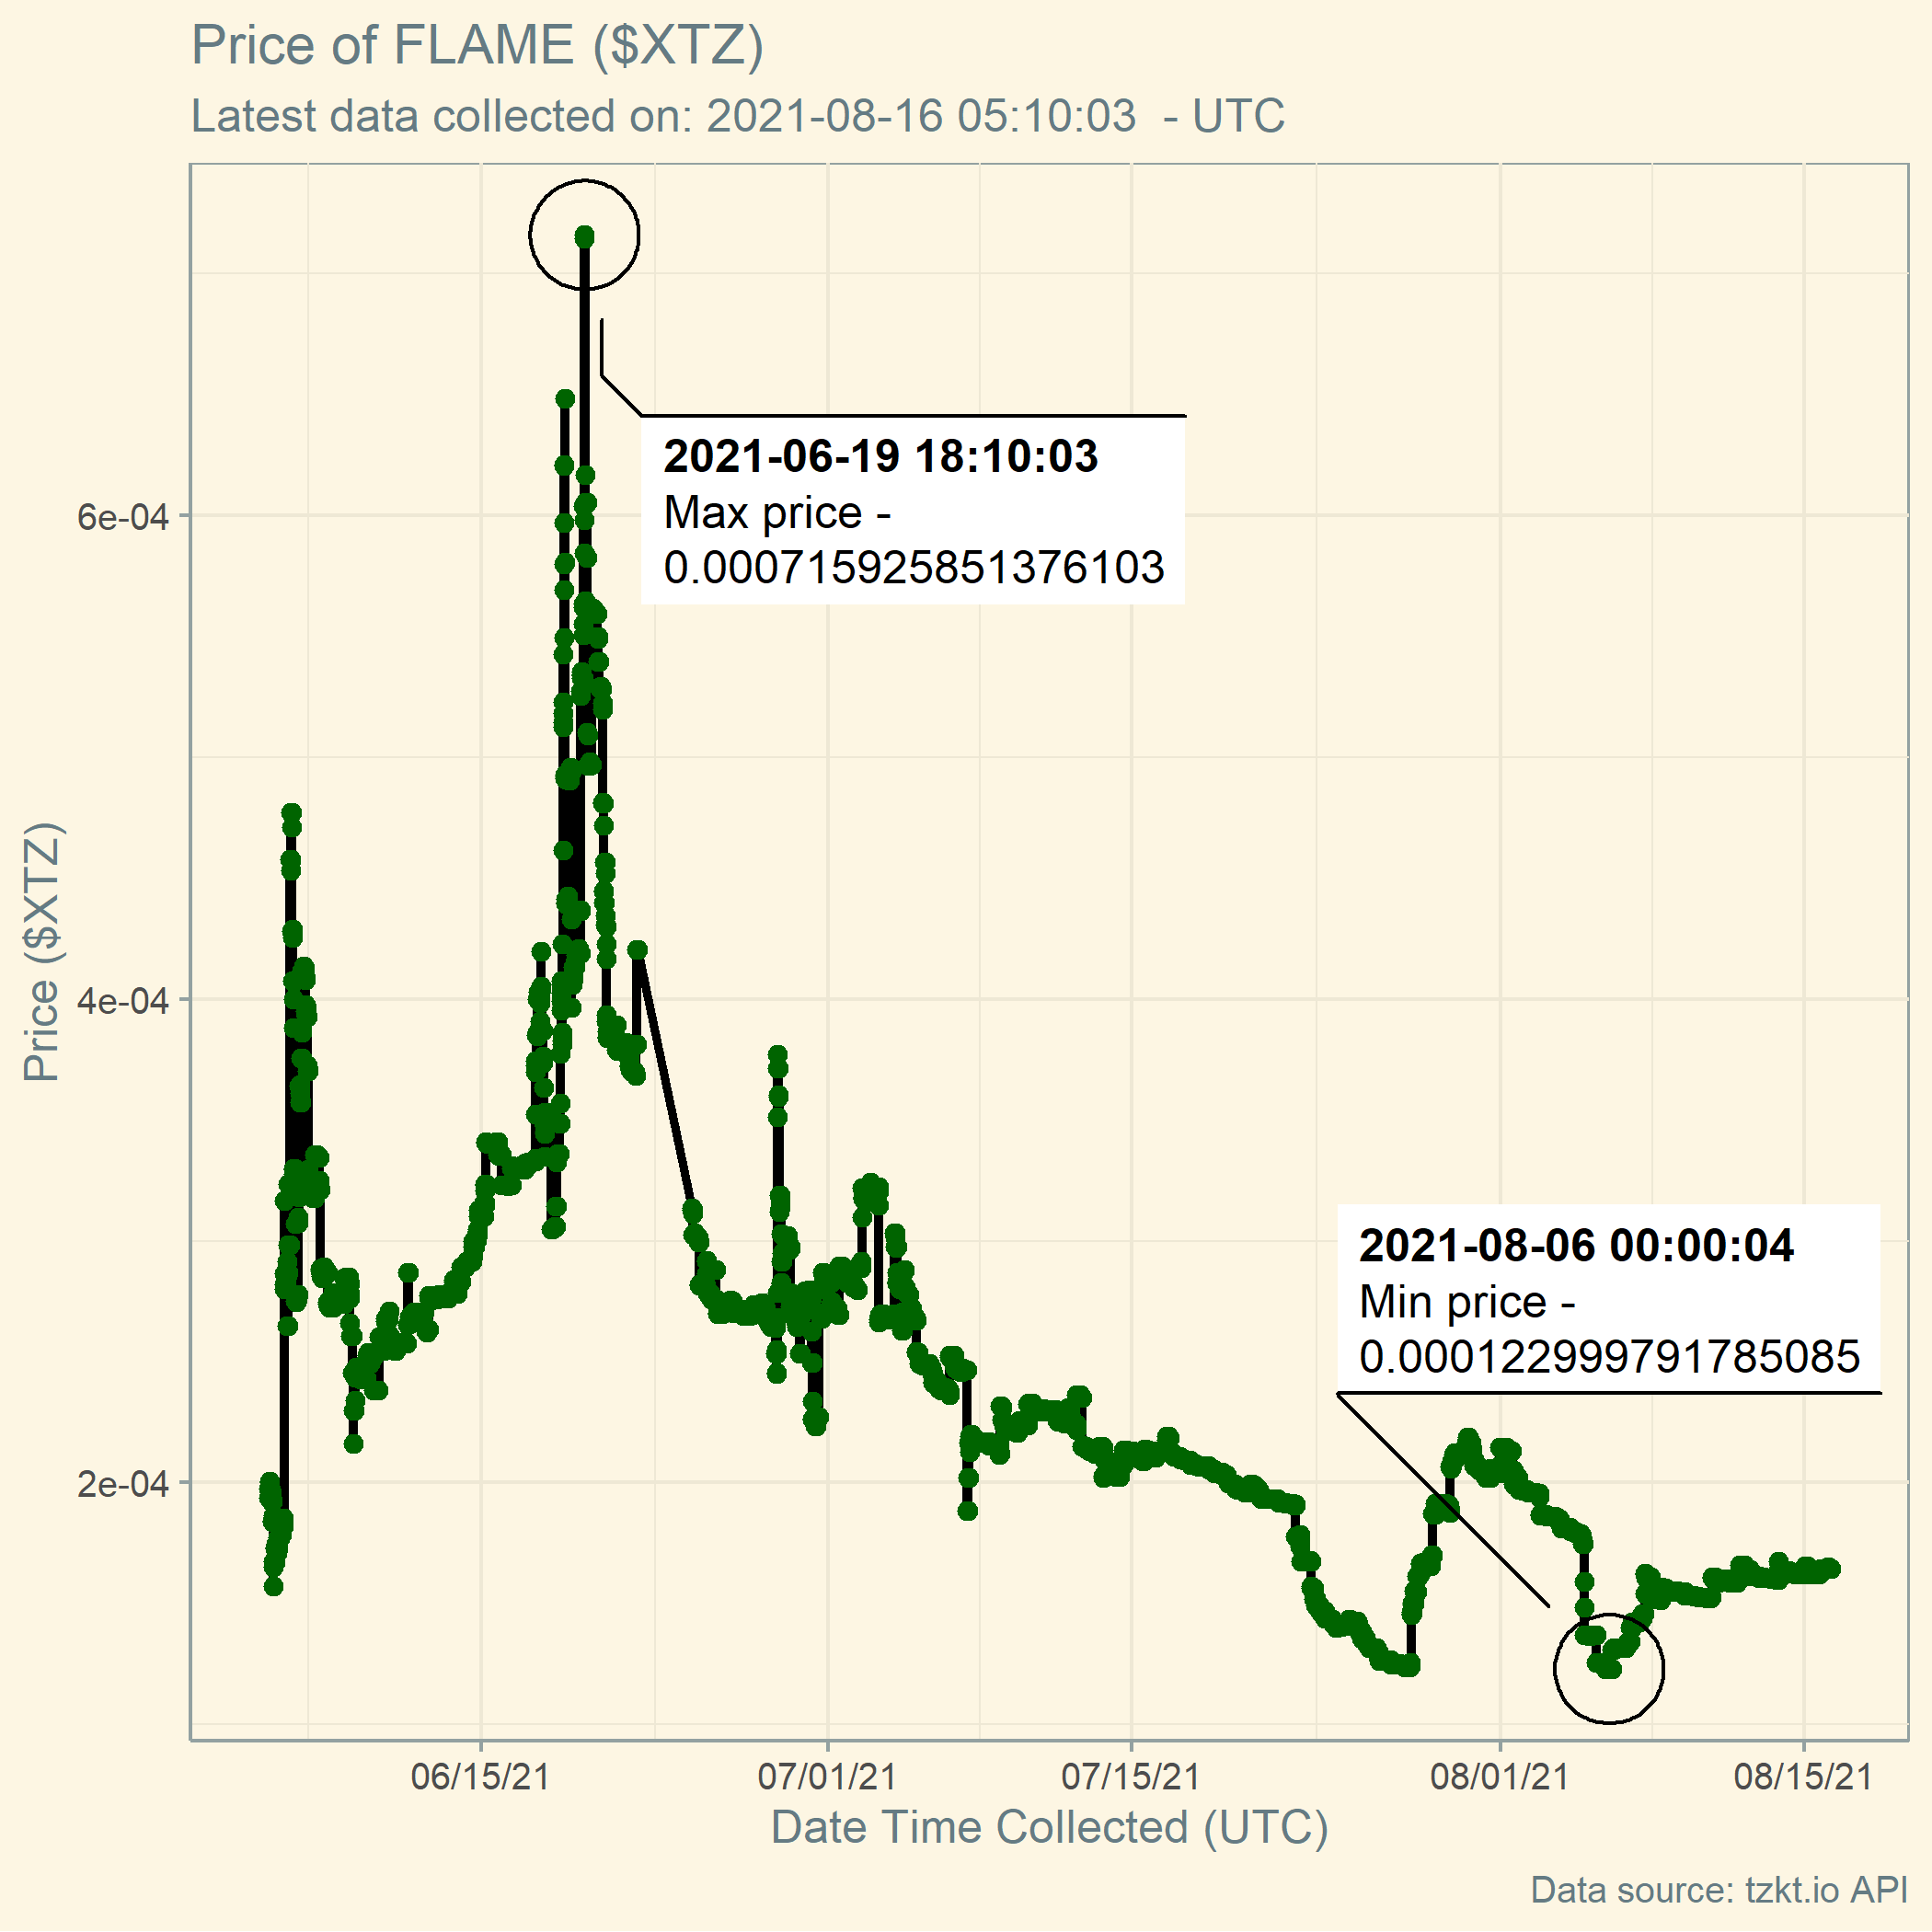 Price of FLAME ($XTZ)
Latest data collected on: 2021-08-16 05:10:03  - UTC
2021-06-19 18:10:03
Max price -
0.000715925851376103
6e-04
4e-04
2e-04
Price ($XTZ)
2021-08-06 00:00:04
Min price -
0.000122999791785085
06/15/21
07/01/21
07/15/21
08/01/21
08/15/21
Date Time Collected (UTC)
Data source: tzkt.io API